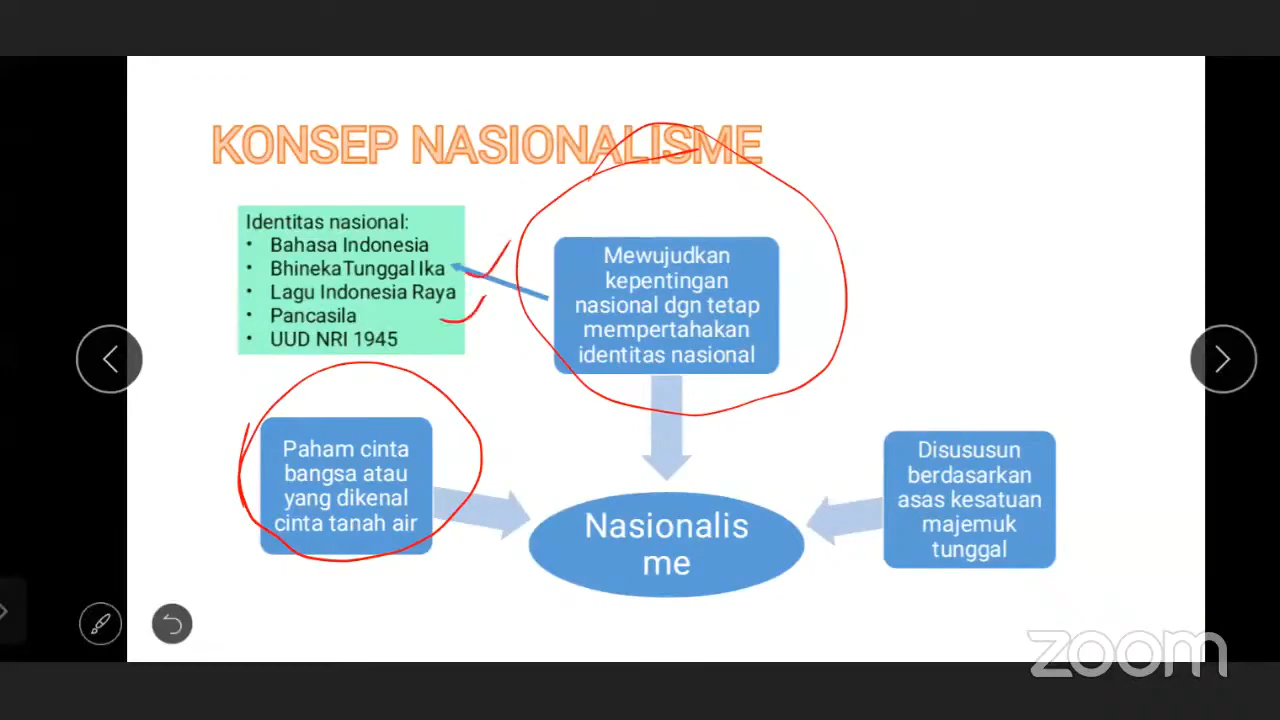 KONSEP NASIONALISME
Identitas nasional:
• Bahasa Indonesia
• Bhineka Tunggal Ika
• Lagu Indonesia Raya
• Pancasila
• UUD NRI 1945
Mewujudkan
kepentingan
nasional dgn tetap
mempertahakan
identitas nasional
Paham cinta
bangsa atau
yang dikenal
cinta tanah air
Disususun
berdasarkan
asas kesatuan
majemuk
tunggal
Nasionalis
me
zoom